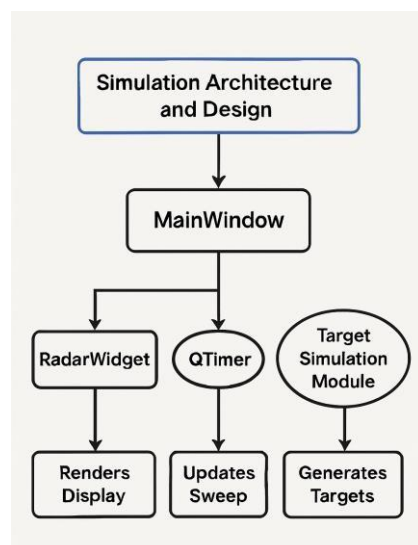 Simulation Architecture
and Design
MainWindow
RadarWidget
QTimer
Target
Simulation
Module
Renders
Display
Updates
Sweep
Generates
Targets